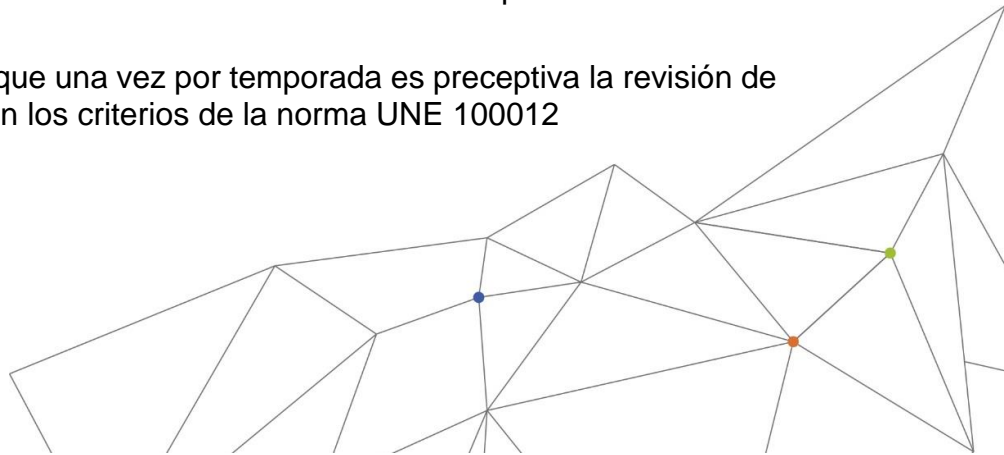 que una vez por temporada es preceptiva la revisión de
n los criterios de la norma UNE 100012